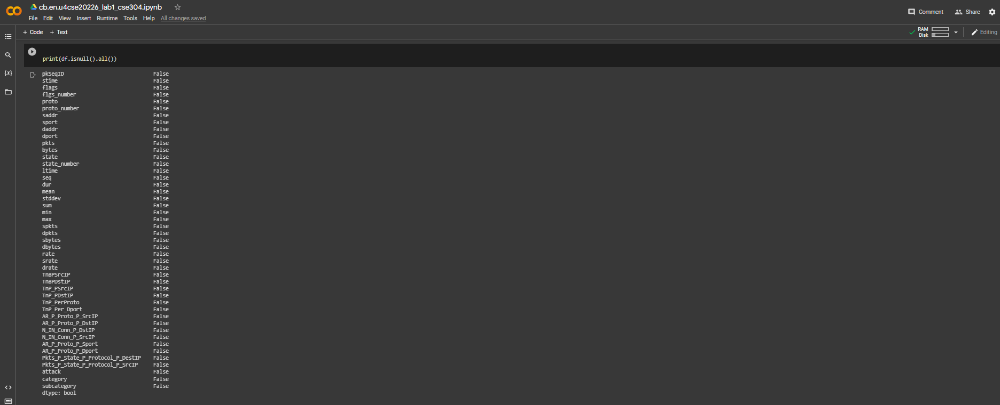 cb.en.u4cse20226_lab1_cse304.ipynb
Comment Share
File Edit View Insert Runtime Tools Help All changes saved
+ Code + Text
RAM
Disk
Editing
print(df.isnull().all())
{x}
pkSeqID False
stime False
flags False
flgs_number False
proto False
proto_number False
saddr False
sport False
daddr False
dport False
pkts False
bytes False
state False
state_number False
ltime False
seq False
dur False
mean False
stddev False
sum False
min False
max False
spkts False
dpkts False
sbytes False
dbytes False
rate False
srate False
drate False
TnBPSrcIP False
TnBPDstIP False
TnP_PSrcIP False
TnP_PDstIP False
TnP_PerProto False
TnP_Per_Dport False
AR_P_Proto_P_SrcIP False
AR_P_Proto_P_DstIP False
N_IN_Conn_P_DstIP False
N_IN_Conn_P_SrcIP False
AR_P_Proto_P_Sport False
AR_P_Proto_P_Dport False
Pkts_P_State_P_Protocol_P_DestIP False
Pkts_P_State_P_Protocol_P_SrcIP False
attack False
category False
subcategory False
dtype: bool